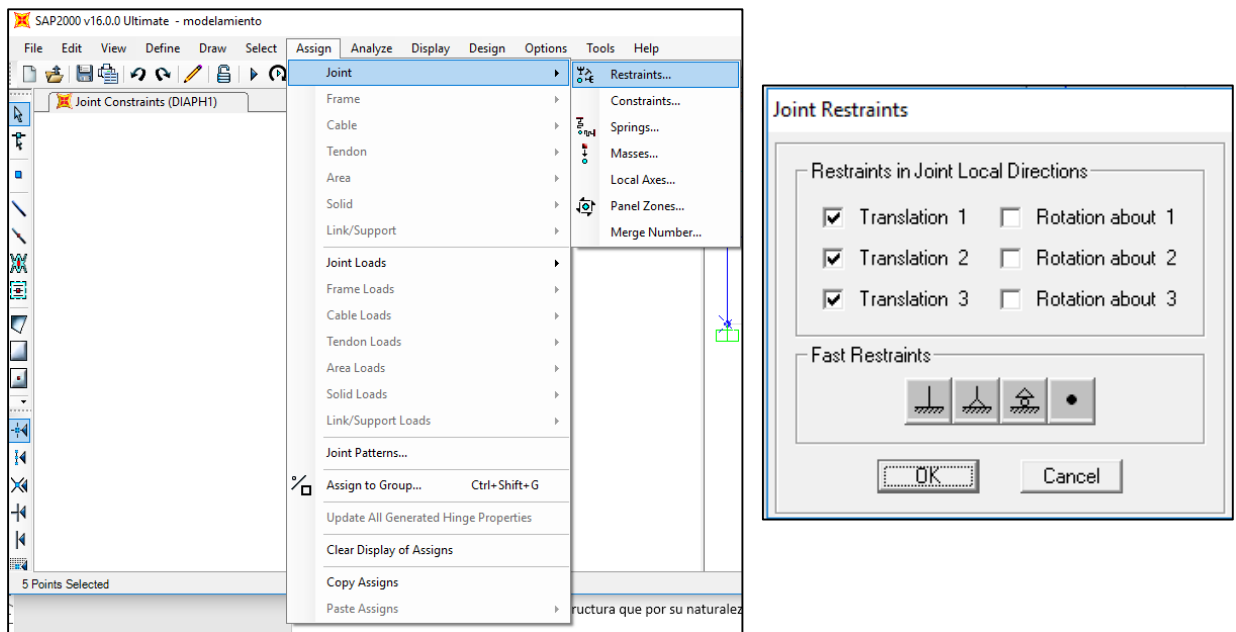 SAP2000 v16.0.0 Ultimate - modelamiento
File Edit View Define Draw Select Assign Analyze Display Design Options Tools Help
Joint Constraints (DIAPH1)
Joint
Frame
Cable
Tendon
Area
Solid
Link/Support
Joint Loads
Frame Loads
Cable Loads
Tendon Loads
Area Loads
Solid Loads
Link/Support Loads
Joint Patterns...
Assign to Group... Ctrl+Shift+G
Update All Generated Hinge Properties
Clear Display of Assigns
Copy Assigns
Paste Assigns
Restraints...
Constraints...
Springs...
Masses...
Local Axes...
Panel Zones...
Merge Number...
5 Points Selected
ructura que por su naturalez
Joint Restraints
Restraints in Joint Local Directions
Translation 1 Rotation about 1
Translation 2 Rotation about 2
Translation 3 Rotation about 3
Fast Restraints
OK Cancel